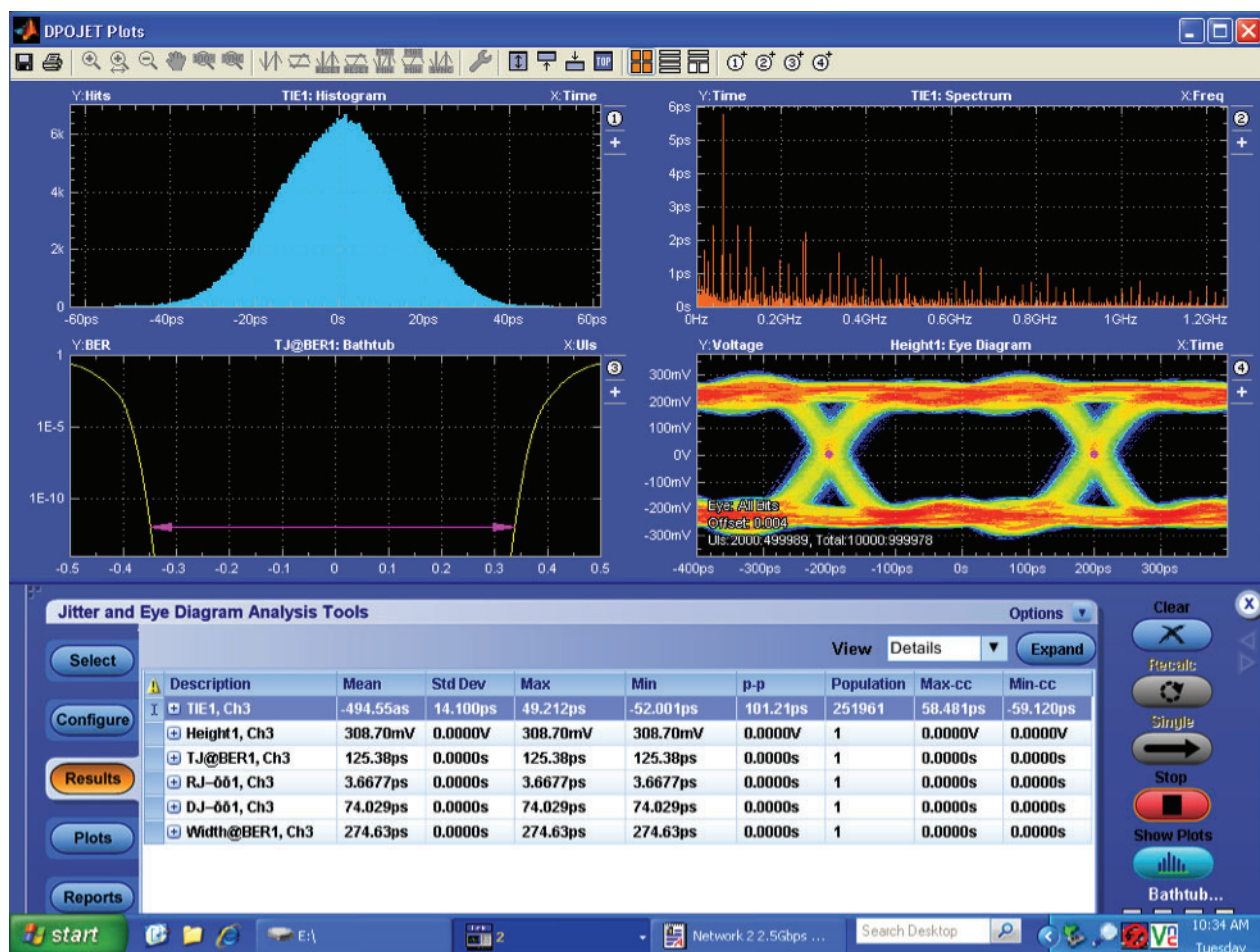 DPOJET Plots
TOP
1 2 3 4
Y:Hits TIE1: Histogram X:Time
1
6k
4k
2k
0
-60ps -40ps -20ps 0s 20ps 40ps 60ps
Y:Time TIE1: Spectrum X:Freq
2
6ps
5ps
4ps
3ps
2ps
1ps
0s
0Hz 0.2GHz 0.4GHz 0.6GHz 0.8GHz 1GHz 1.2GHz
Y:BER TJ@BER1: Bathtub X:UIs
3
1
1E-5
1E-10
-0.5 -0.4 -0.3 -0.2 -0.1 0 0.1 0.2 0.3 0.4 0.5
Y:Voltage Height1: Eye Diagram X:Time
4
300mV
200mV
100mV
0V
-100mV
-200mV
-300mV
Eye: All Bits
Offset: 0.004
UIs:2000:499989, Total:10000:999978
-400ps -300ps -200ps -100ps 0s 100ps 200ps 300ps
Jitter and Eye Diagram Analysis Tools
Options
View Details Expand
Select
Configure
Results
Plots
Reports
Description Mean Std Dev Max Min p-p Population Max-cc Min-cc
TIE1, Ch3 -494.55as 14.100ps 49.212ps -52.001ps 101.21ps 251961 58.481ps -59.120ps
Height1, Ch3 308.70mV 0.0000V 308.70mV 308.70mV 0.0000V 1 0.0000V 0.0000V
TJ@BER1, Ch3 125.38ps 0.0000s 125.38ps 125.38ps 0.0000s 1 0.0000s 0.0000s
RJ–δδ1, Ch3 3.6677ps 0.0000s 3.6677ps 3.6677ps 0.0000s 1 0.0000s 0.0000s
DJ–δδ1, Ch3 74.029ps 0.0000s 74.029ps 74.029ps 0.0000s 1 0.0000s 0.0000s
Width@BER1, Ch3 274.63ps 0.0000s 274.63ps 274.63ps 0.0000s 1 0.0000s 0.0000s
Clear
X
Recalc
Single
Stop
Show Plots
Bathtub...
start
E:\
2
Network 2 2.5Gbps ...
Search Desktop
10:34 AM
Tuesday